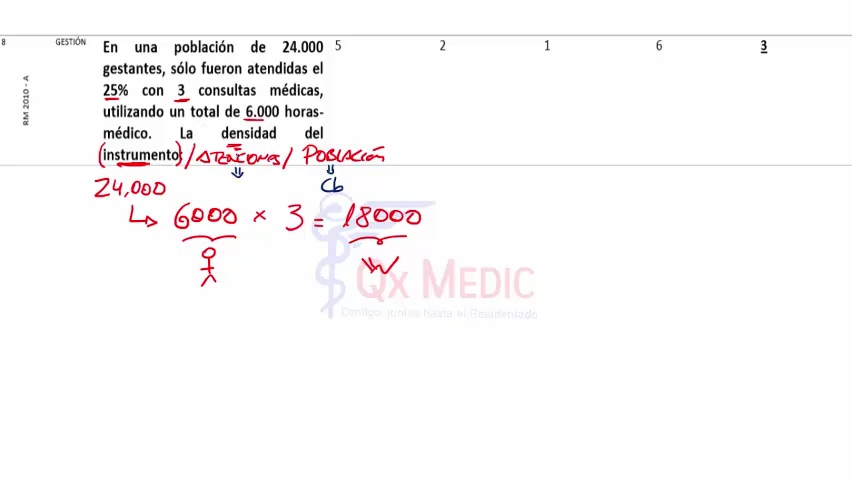 8 GESTIÓN En una población de 24.000 5 2 1 6 3
gestantes, sólo fueron atendidas el
25% con 3 consultas médicas,
utilizando un total de 6.000 horas-
médico. La densidad del
(instrumento) / ATENCIONES / POBLACIÓN
RM 2010 - A
24,000 Cb
6000 x 3 = 18000
Qx MEDIC
Contigo, juntos hasta el Residentado